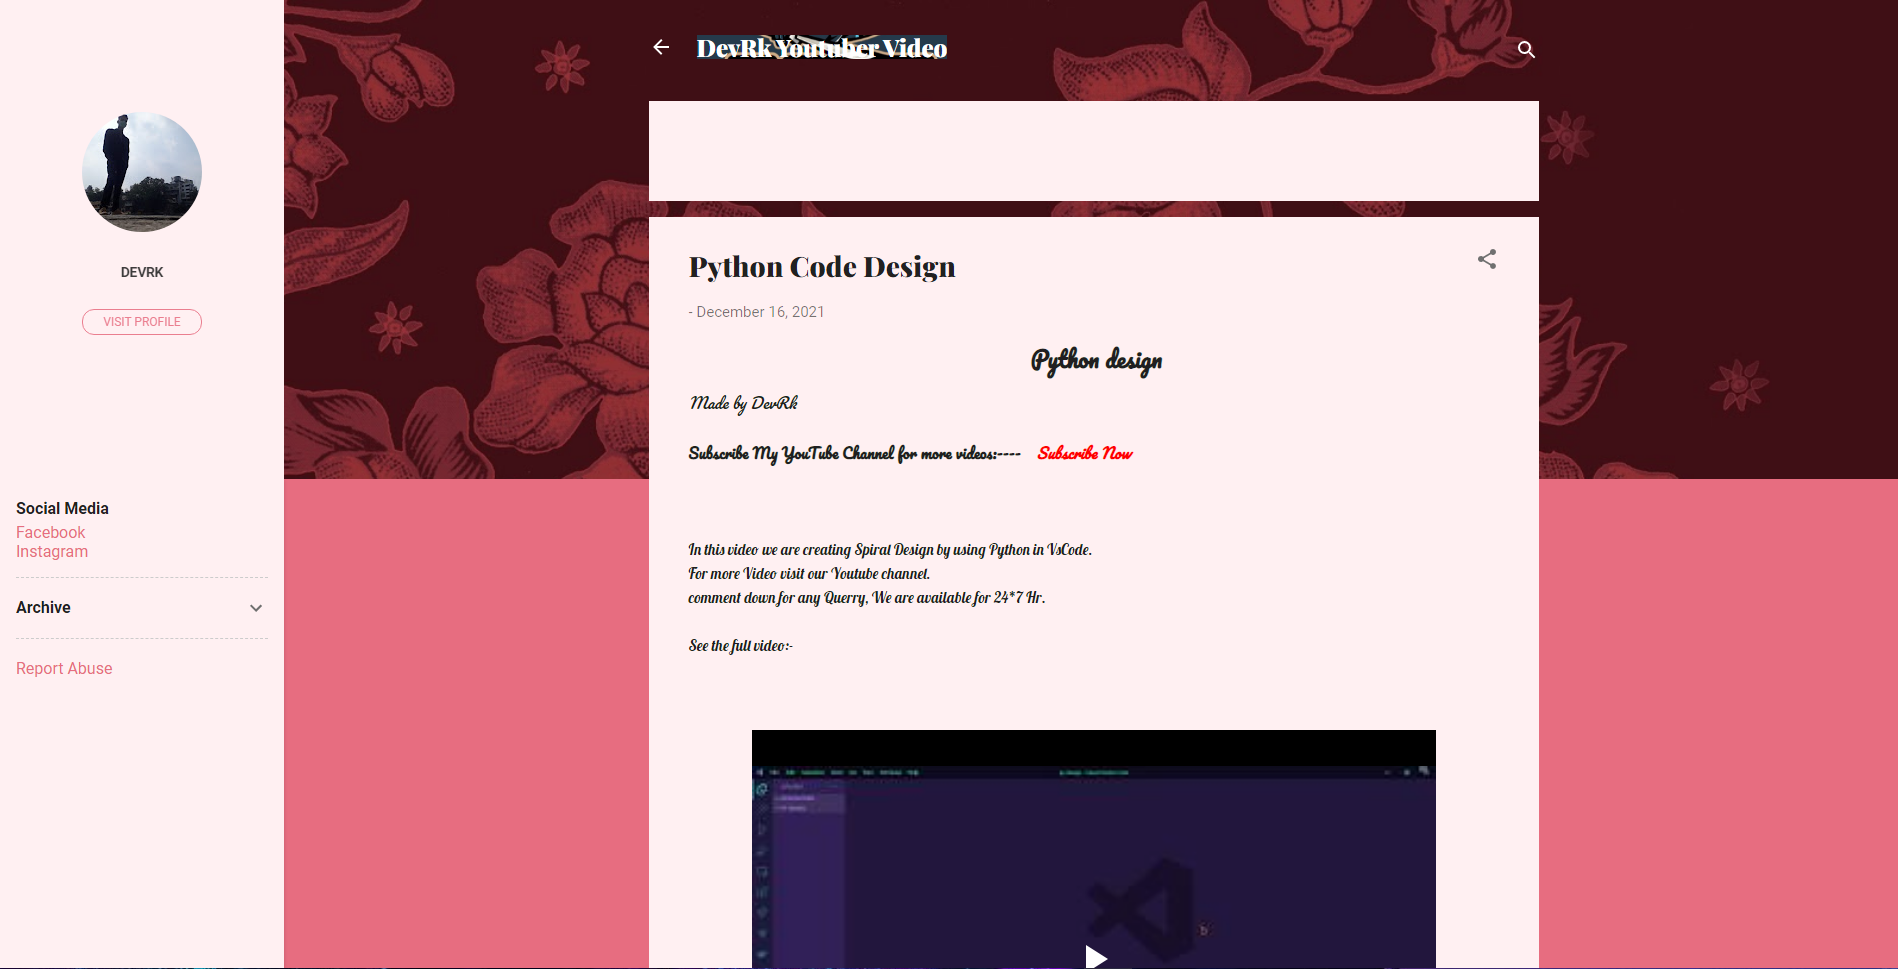 DevRk Youtuber Video
DEVRK
VISIT PROFILE
Social Media
Facebook
Instagram
Archive
Report Abuse
Python Code Design
- December 16, 2021
Python design
Made by DevRk
Subscribe My YouTube Channel for more videos:---- Subscribe Now
In this video we are creating Spiral Design by using Python in VsCode.
For more Video visit our Youtube channel.
comment down for any Querry, We are available for 24*7 Hr.
See the full video:-